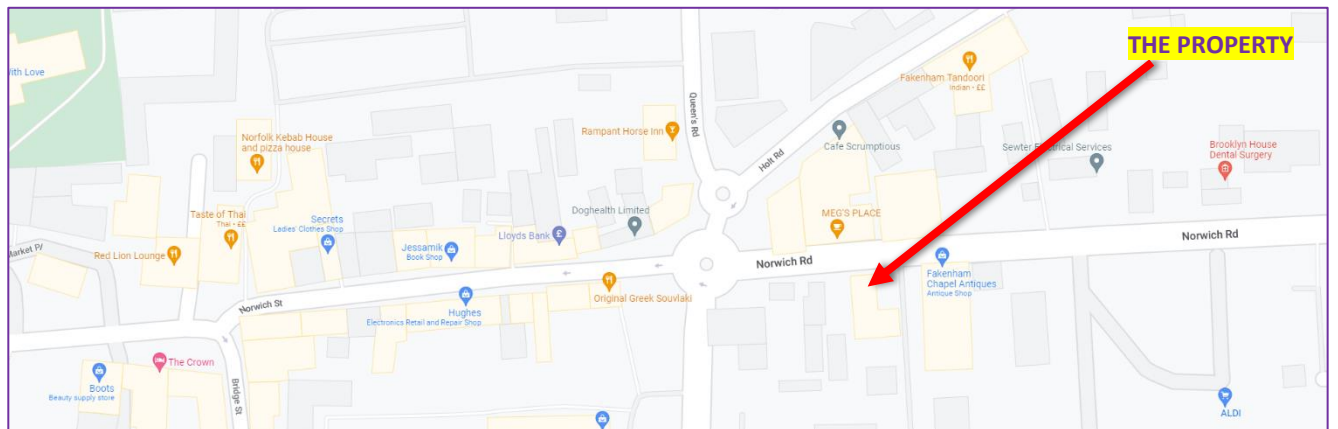 THE PROPERTY
With Love
Fakenham Tandoori
Indian • ££
Queen's Rd
Rampant Horse Inn
Norfolk Kebab House
and pizza house
Holt Rd
Cafe Scrumptious
Sewter Electrical Services
Brooklyn House
Dental Surgery
Taste of Thai
Thai • ££
Secrets
Ladies' Clothes Shop
Doghealth Limited
MEG'S PLACE
Lloyds Bank
Jessamik
Book Shop
Norwich Rd
Market Pl
Red Lion Lounge
Norwich Rd
Fakenham
Chapel Antiques
Antique Shop
Norwich St
Original Greek Souvlaki
Hughes
Electronics Retail and Repair Shop
The Crown
Boots
Beauty supply store
Bridge St
ALDI